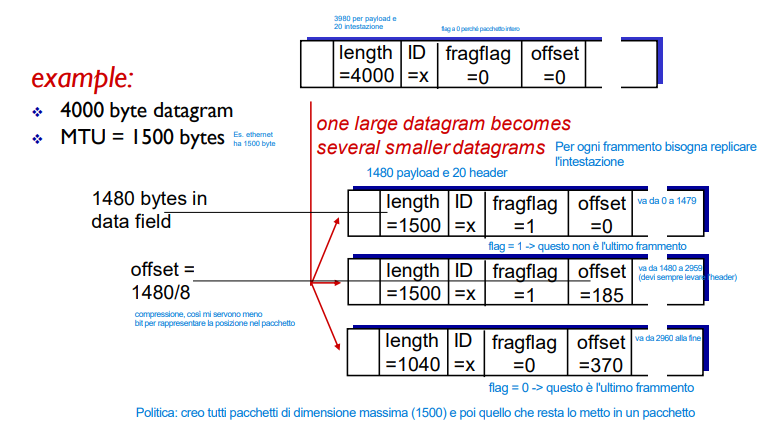 3980 per payload e
20 intestazione
flag a 0 perché pacchetto intero
length ID fragflag offset
=4000 =x =0 =0
example:
4000 byte datagram
MTU = 1500 bytes
Es. ethernet
ha 1500 byte
one large datagram becomes
several smaller datagrams
Per ogni frammento bisogna replicare
l'intestazione
1480 payload e 20 header
1480 bytes in
data field
length ID fragflag offset
=1500 =x =1 =0
va da 0 a 1479
flag = 1 -> questo non è l'ultimo frammento
offset =
1480/8
length ID fragflag offset
=1500 =x =1 =185
va da 1480 a 2959
(devi sempre levare l'header)
compressione, così mi servono meno
bit per rappresentare la posizione nel pacchetto
length ID fragflag offset
=1040 =x =0 =370
va da 2960 alla fine
flag = 0 -> questo è l'ultimo frammento
Politica: creo tutti pacchetti di dimensione massima (1500) e poi quello che resta lo metto in un pacchetto